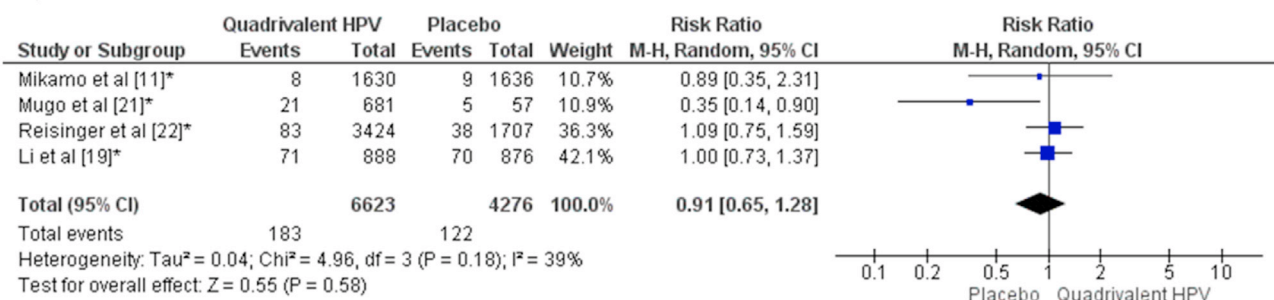 Quadrivalent HPV Placebo Risk Ratio Risk Ratio
Study or Subgroup Events Total Events Total Weight M-H, Random, 95% CI M-H, Random, 95% CI
Mikamo et al [11]* 8 1630 9 1636 10.7% 0.89 [0.35, 2.31]
Mugo et al [21]* 21 681 5 57 10.9% 0.35 [0.14, 0.90]
Reisinger et al [22]* 83 3424 38 1707 36.3% 1.09 [0.75, 1.59]
Li et al [19]* 71 888 70 876 42.1% 1.00 [0.73, 1.37]
Total (95% CI) 6623 4276 100.0% 0.91 [0.65, 1.28]
Total events 183 122
Heterogeneity: Tau² = 0.04; Chi² = 4.96, df = 3 (P = 0.18); I² = 39%
Test for overall effect: Z = 0.55 (P = 0.58)
0.1 0.2 0.5 1 2 5 10
Placebo Quadrivalent HPV